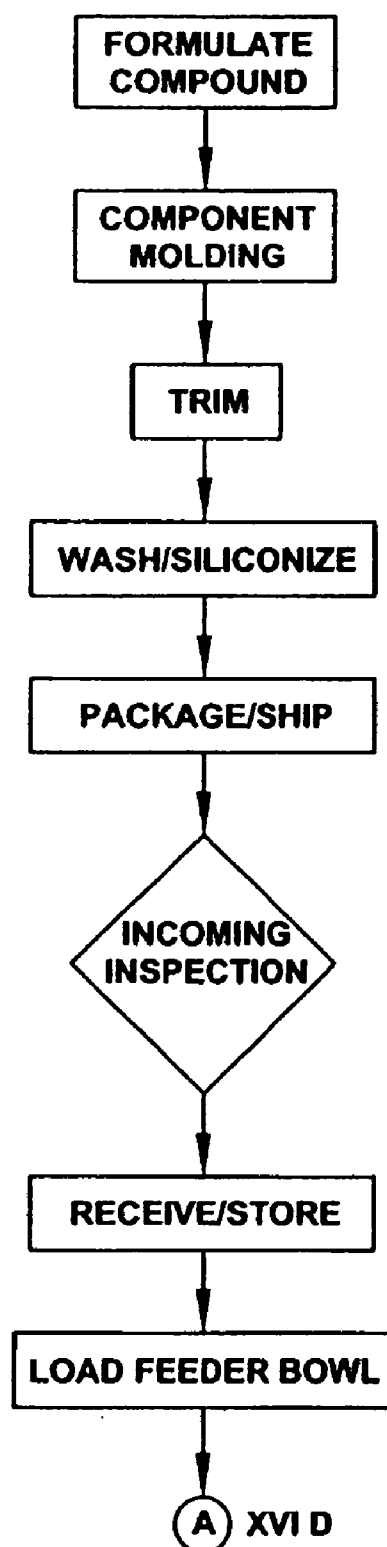 FORMULATE
COMPOUND
COMPONENT
MOLDING
TRIM
WASH/SILICONIZE
PACKAGE/SHIP
INCOMING
INSPECTION
RECEIVE/STORE
LOAD FEEDER BOWL
A XVI D